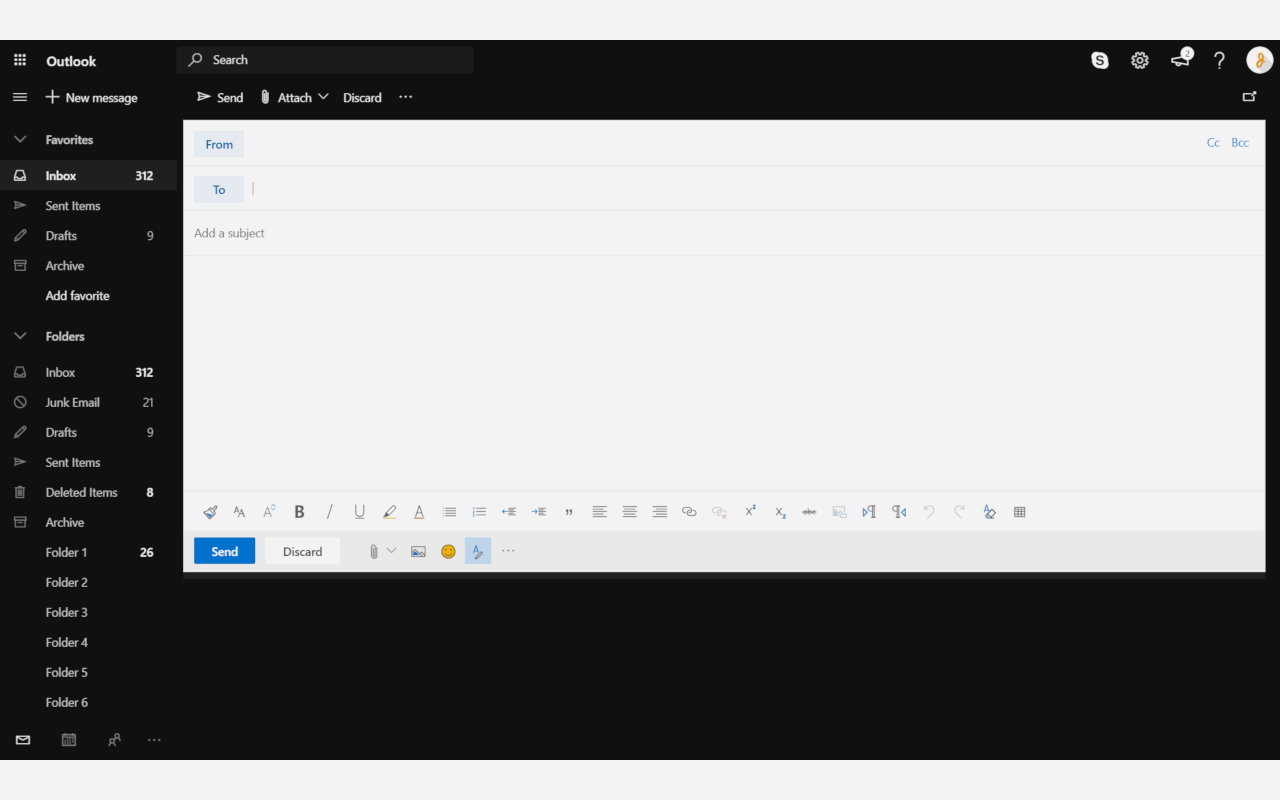 Outlook
Search
2
New message
Send Attach Discard
Favorites
Inbox 312
Sent Items
Drafts 9
Archive
Add favorite
Folders
Inbox 312
Junk Email 21
Drafts 9
Sent Items
Deleted Items 8
Archive
Folder 1 26
Folder 2
Folder 3
Folder 4
Folder 5
Folder 6
From
Cc Bcc
To
Add a subject
Send Discard